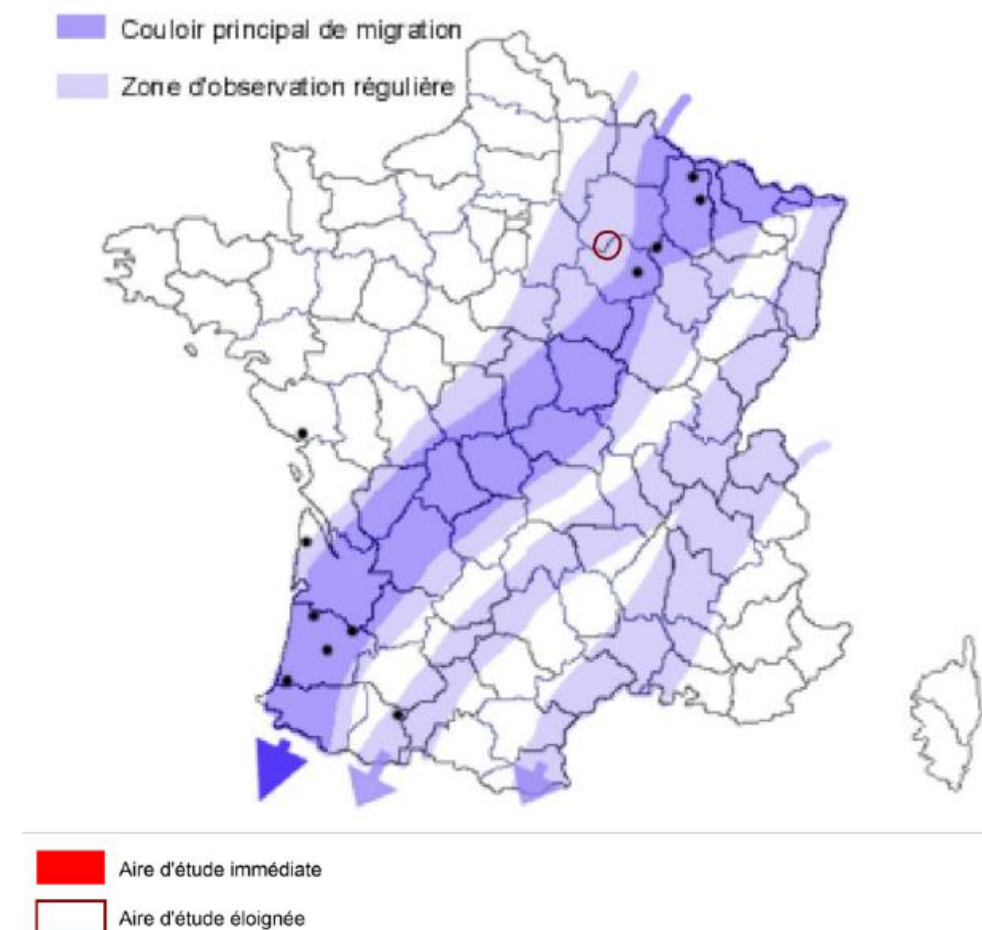 Couloir principal de migration
Zone d'observation régulière
Aire d'étude immédiate
Aire d'étude éloignée